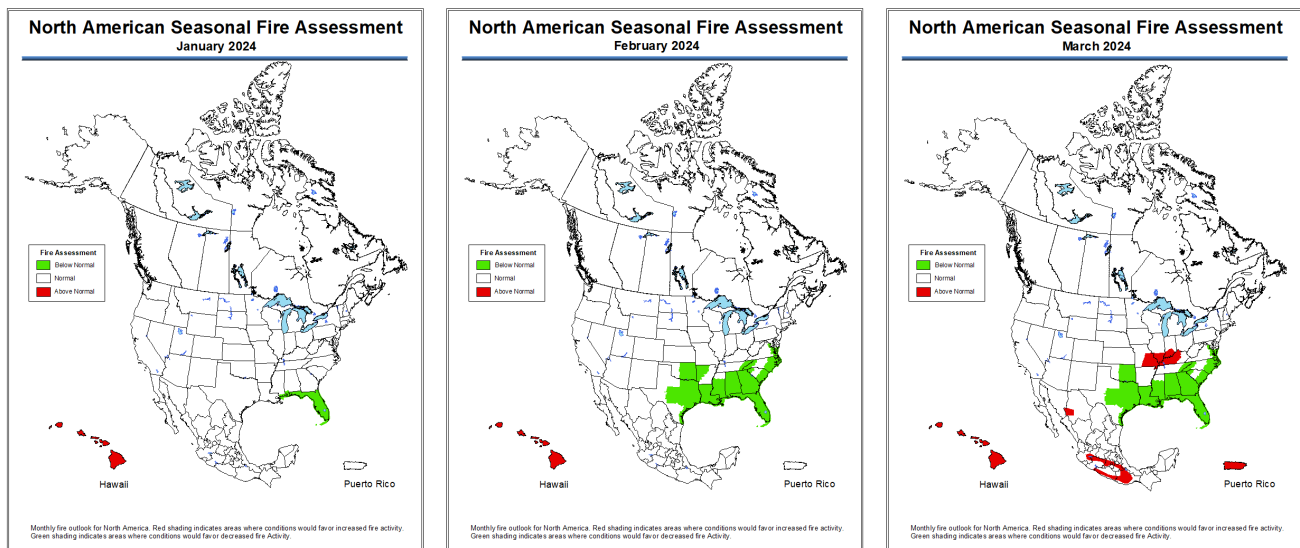 North American Seasonal Fire Assessment
January 2024
Fire Assessment
Below Normal
Normal
Above Normal
Hawaii
Puerto Rico
Monthly fire outlook for North America. Red shading indicates areas where conditions would favor increased fire activity.
Green shading indicates areas where conditions would favor decreased fire Activity.
North American Seasonal Fire Assessment
February 2024
Fire Assessment
Below Normal
Normal
Above Normal
Hawaii
Puerto Rico
Monthly fire outlook for North America. Red shading indicates areas where conditions would favor increased fire activity.
Green shading indicates areas where conditions would favor decreased fire Activity.
North American Seasonal Fire Assessment
March 2024
Fire Assessment
Below Normal
Normal
Above Normal
Hawaii
Puerto Rico
Monthly fire outlook for North America. Red shading indicates areas where conditions would favor increased fire activity.
Green shading indicates areas where conditions would favor decreased fire Activity.